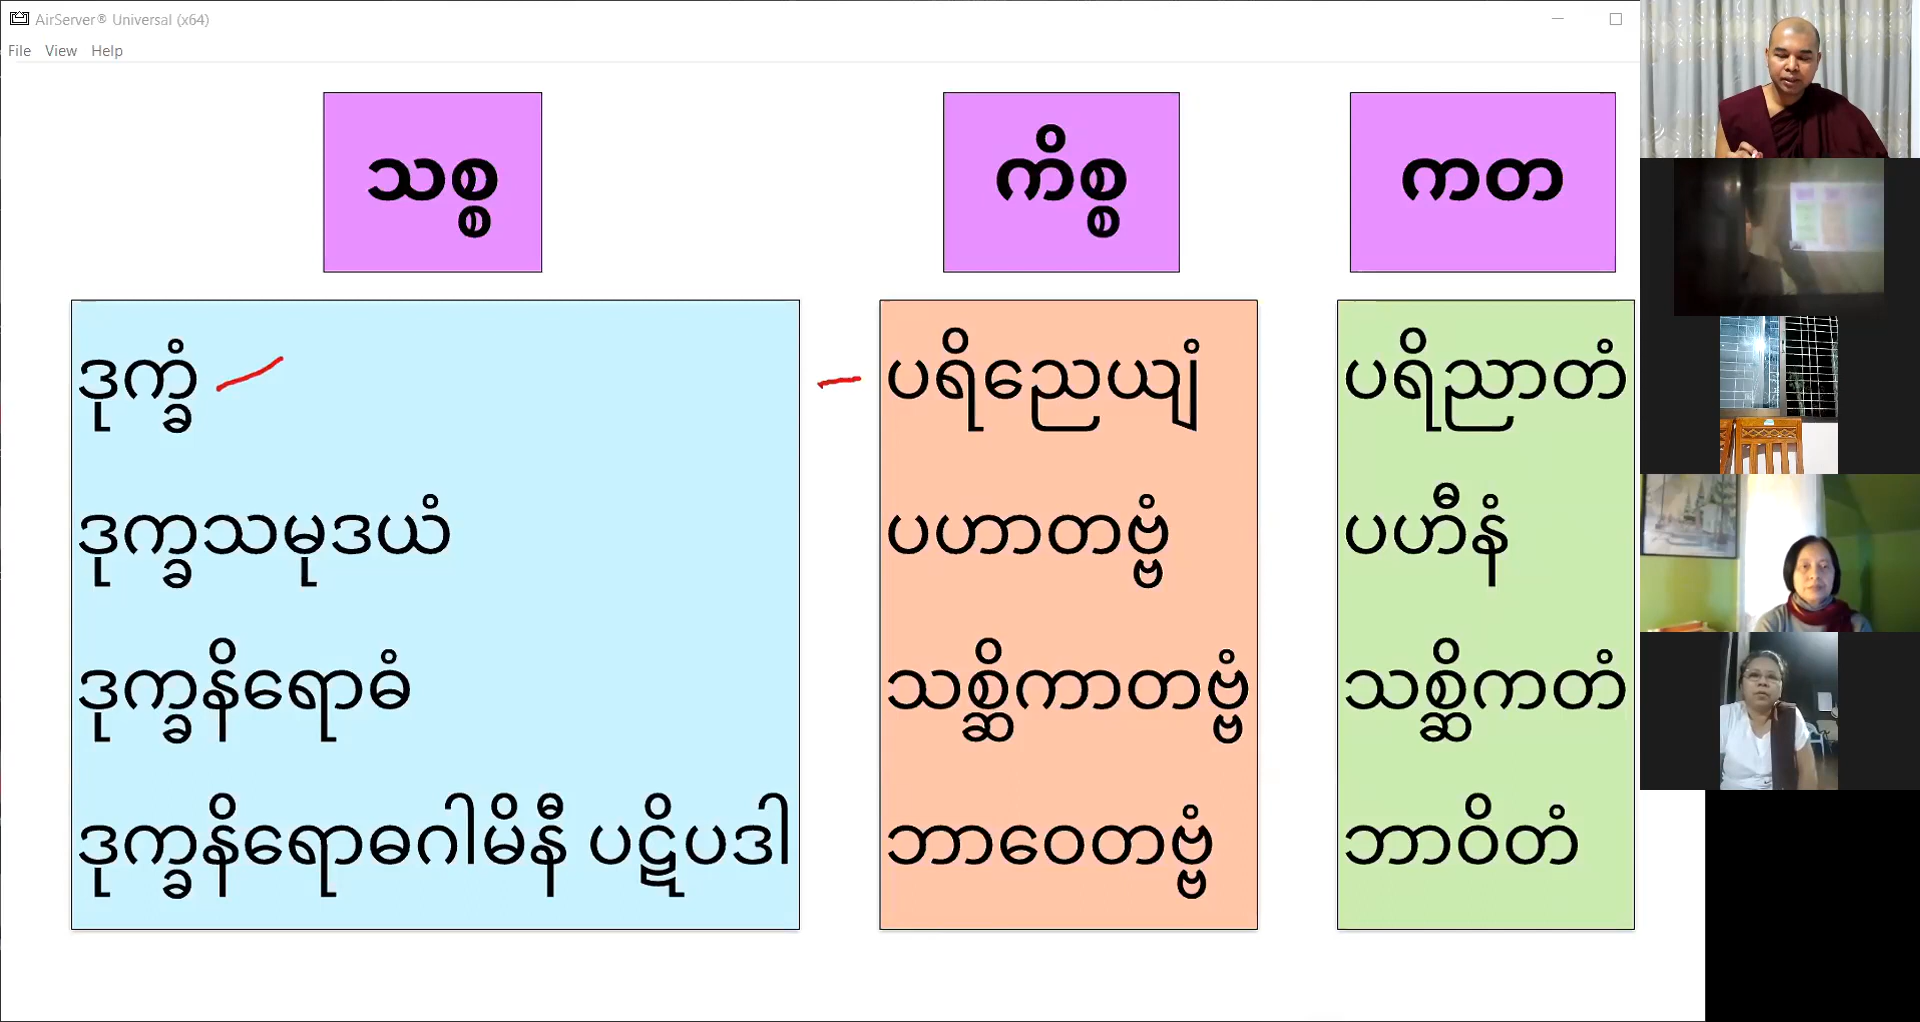 AirServer® Universal (x64)
File View Help
သစ္စ
ကိစ္စ
ကတ
ဒုက္ခံ
ဒုက္ခသမုဒယံ
ဒုက္ခနိရောဓံ
ဒုက္ခနိရောဓဂါမိနီ ပဋိပဒါ
ပရိညေယျံ
ပဟာတဗ္ဗံ
သစ္ဆိကာတဗ္ဗံ
ဘာဝေတဗ္ဗံ
ပရိညာတံ
ပဟီနံ
သစ္ဆိကတံ
ဘာဝိတံ